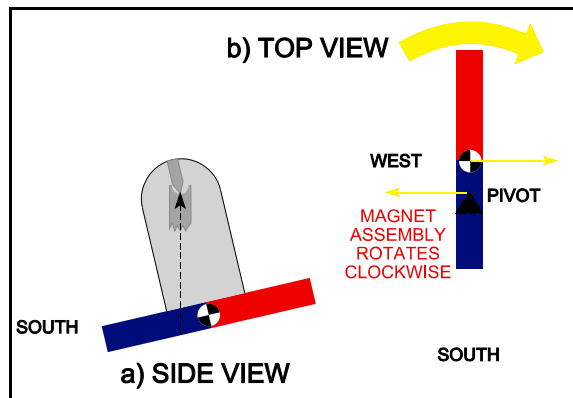 b) TOP VIEW
WEST
PIVOT
MAGNET
ASSEMBLY
ROTATES
CLOCKWISE
SOUTH
a) SIDE VIEW
SOUTH